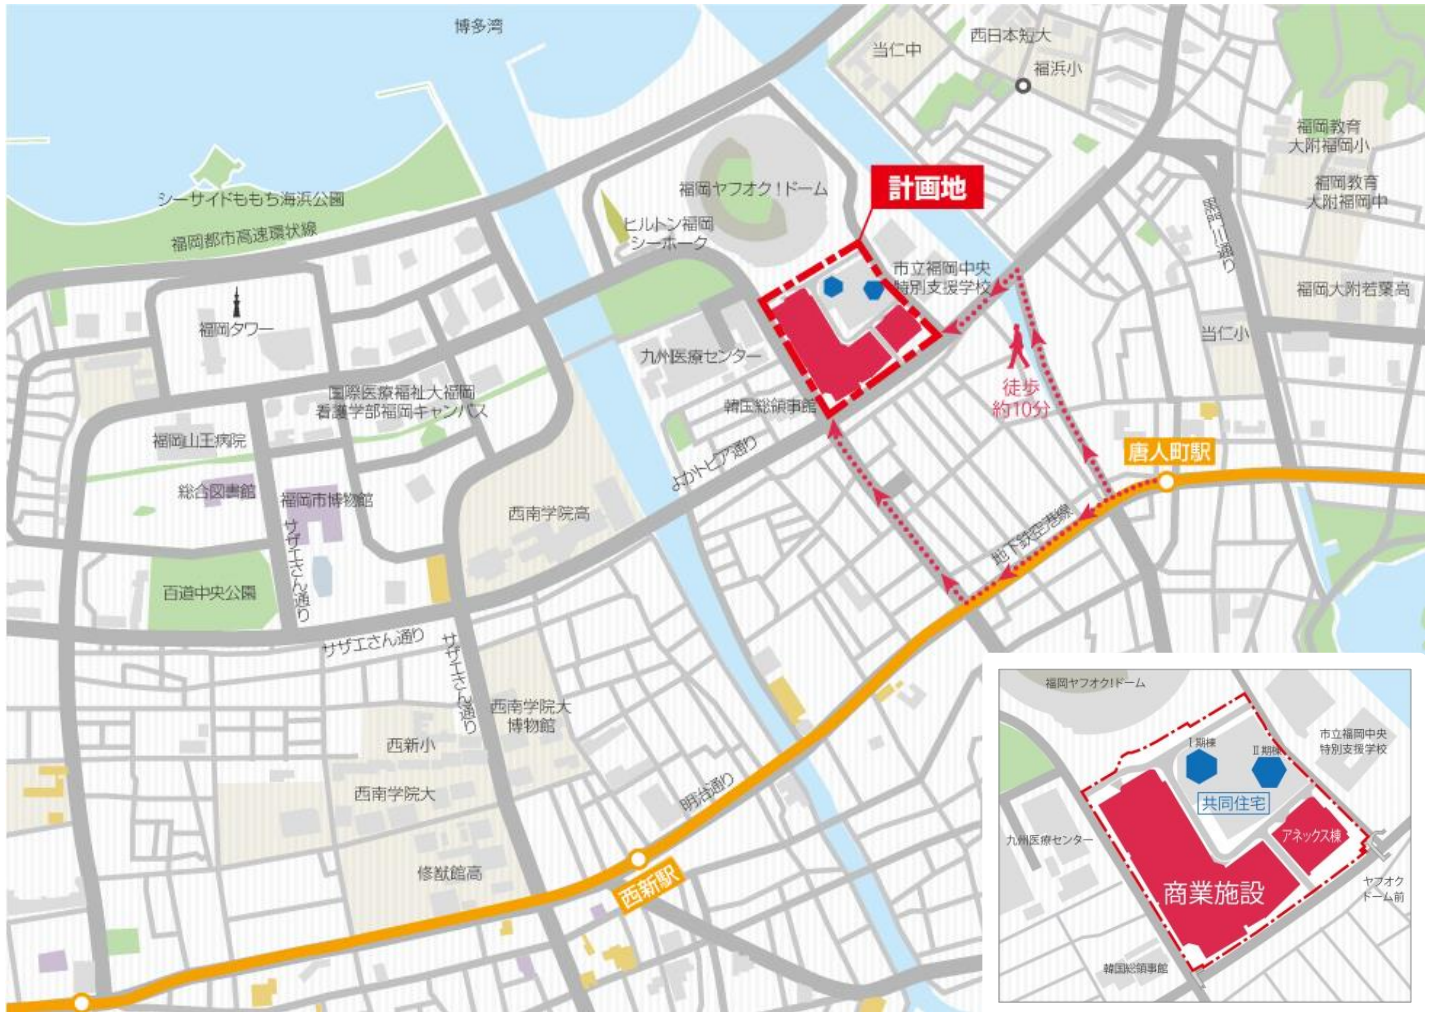 博多湾
当仁中
西日本短大
福浜小
福岡教育
大附福岡小
福岡教育
大附福岡中
計画地
福岡ヤフオク!ドーム
シーサイドももち海浜公園
福岡都市高速環状線
ヒルトン福岡
シーホーク
黒門川通り
市立福岡中央
特別支援学校
福岡大附若葉高
福岡タワー
当仁小
九州医療センター
国際医療福祉大福岡
看護学部福岡キャンパス
徒歩
約10分
韓国総領事館
福岡山王病院
よかトピア通り
唐人町駅
総合図書館
福岡市博物館
西南学院高
地下鉄空港線
サザエさん通り
百道中央公園
サザエさん通り
サザエさん通り
西南学院大
博物館
西新小
西南学院大
明治通り
修猷館高
西新駅
福岡ヤフオク!ドーム
市立福岡中央
特別支援学校
Ⅰ期棟
Ⅱ期棟
共同住宅
九州医療センター
アネックス棟
商業施設
ヤフオク
ドーム前
韓国総領事館